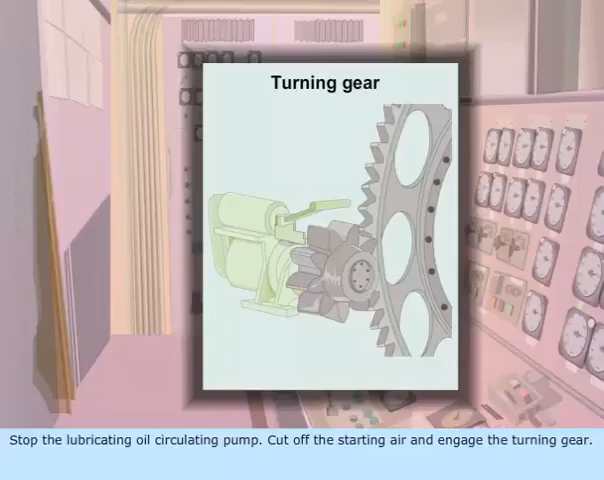 Turning gear
Stop the lubricating oil circulating pump. Cut off the starting air and engage the turning gear.